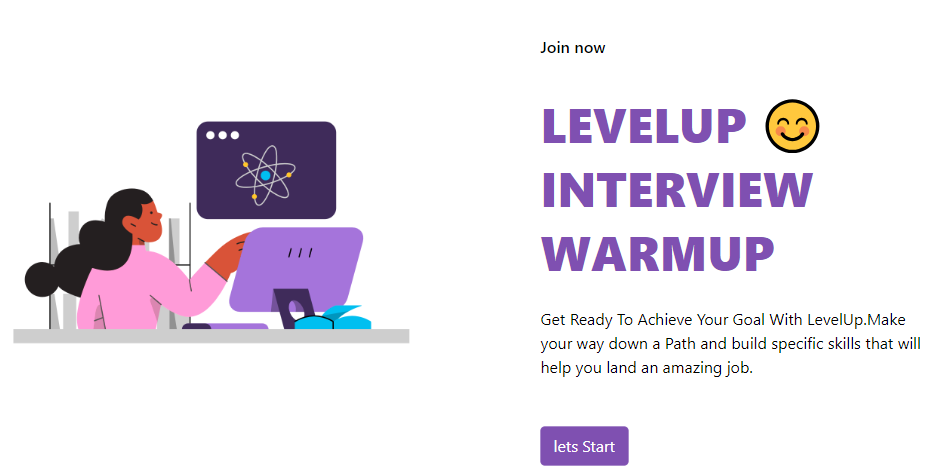 Join now
LEVELUP 😊
INTERVIEW
WARMUP
Get Ready To Achieve Your Goal With LevelUp.Make
your way down a Path and build specific skills that will
help you land an amazing job.
lets Start